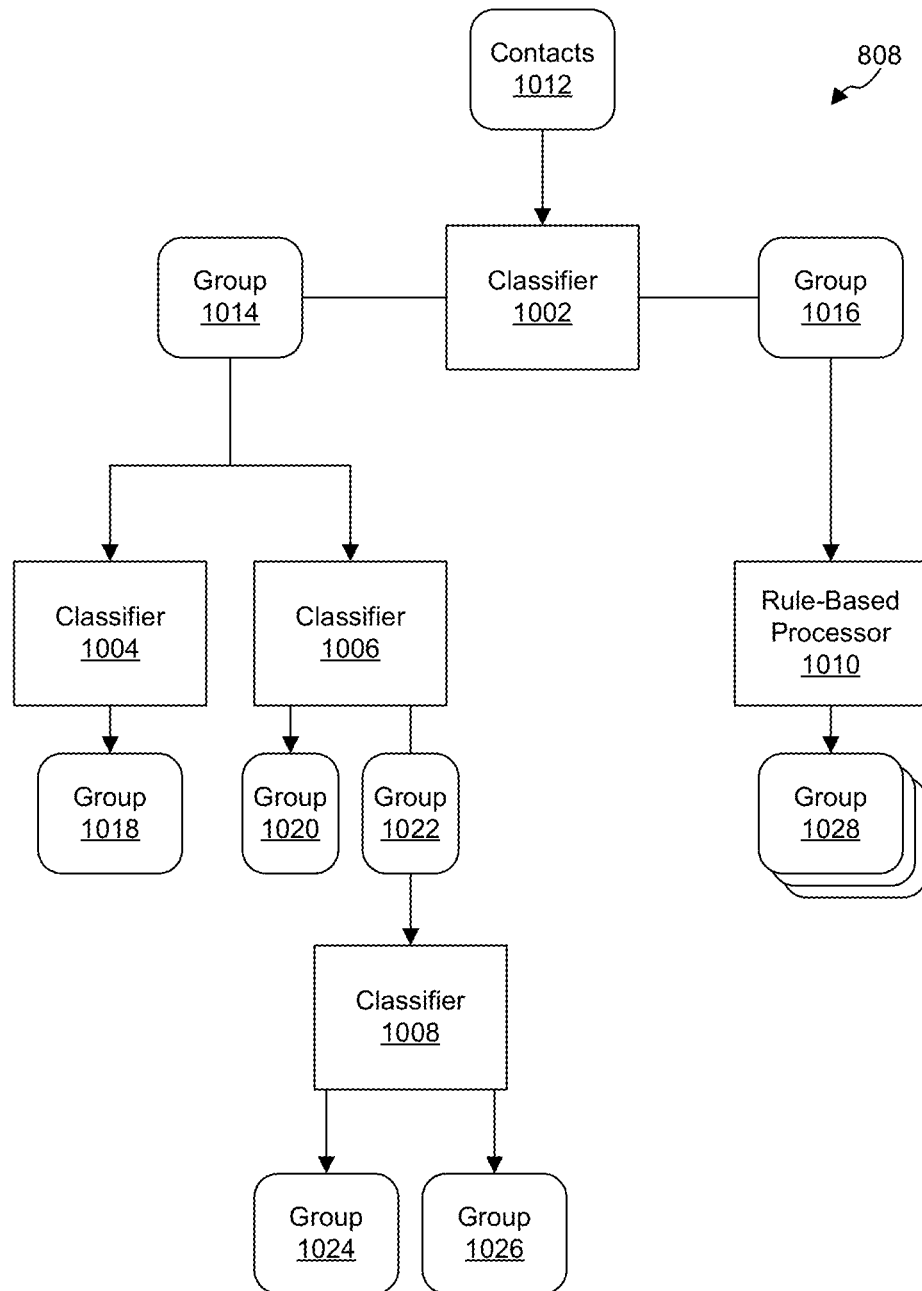 Contacts
1012
808
Group
1014
Classifier
1002
Group
1016
Classifier
1004
Classifier
1006
Rule-Based
Processor
1010
Group
1018
Group
1020
Group
1022
Group
1028
Classifier
1008
Group
1024
Group
1026